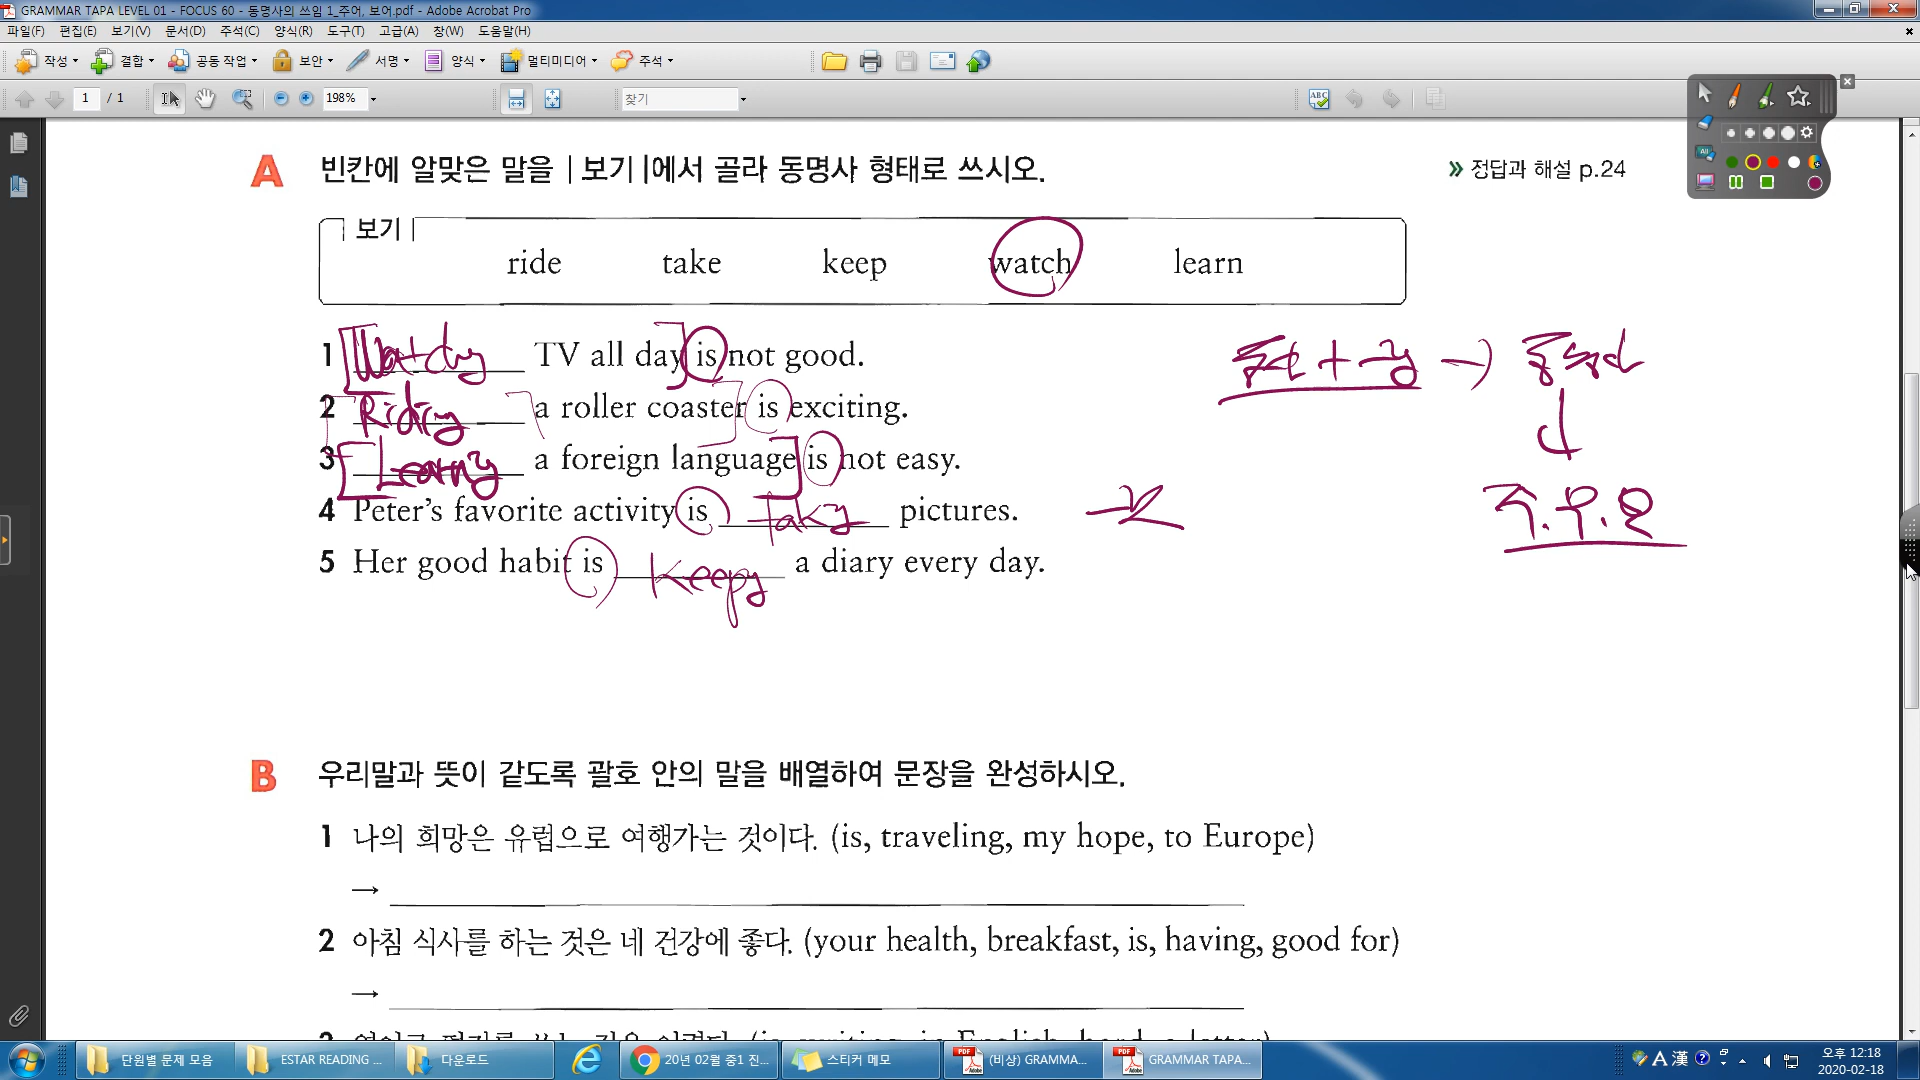 GRAMMAR TAPA LEVEL 01 - FOCUS 60 - 동명사의 쓰임 1_주어, 보어.pdf - Adobe Acrobat Pro
파일(F) 편집(E) 보기(V) 문서(D) 주석(C) 양식(R) 도구(T) 고급(A) 창(W) 도움말(H)
작성 결합 공동 작업 보안 서명 양식 멀티미디어 주석
1 / 1 198% 찾기
A 빈칸에 알맞은 말을 |보기|에서 골라 동명사 형태로 쓰시오.
» 정답과 해설 p.24
보기
ride take keep watch learn
1 Watching TV all day is not good.
동사 + ing → 동명사
2 Riding a roller coaster is exciting.
3 Learning a foreign language is not easy.
4 Peter's favorite activity is taking pictures.
주.보.목
5 Her good habit is keeping a diary every day.
B 우리말과 뜻이 같도록 괄호 안의 말을 배열하여 문장을 완성하시오.
1 나의 희망은 유럽으로 여행가는 것이다. (is, traveling, my hope, to Europe)
→
2 아침 식사를 하는 것은 네 건강에 좋다. (your health, breakfast, is, having, good for)
→
단원별 문제 모음 ESTAR READING ... 다운로드 20년 02월 중1 진... 스티커 메모 (비상) GRAMMA... GRAMMAR TAPA... A 漢 오후 12:18
2020-02-18